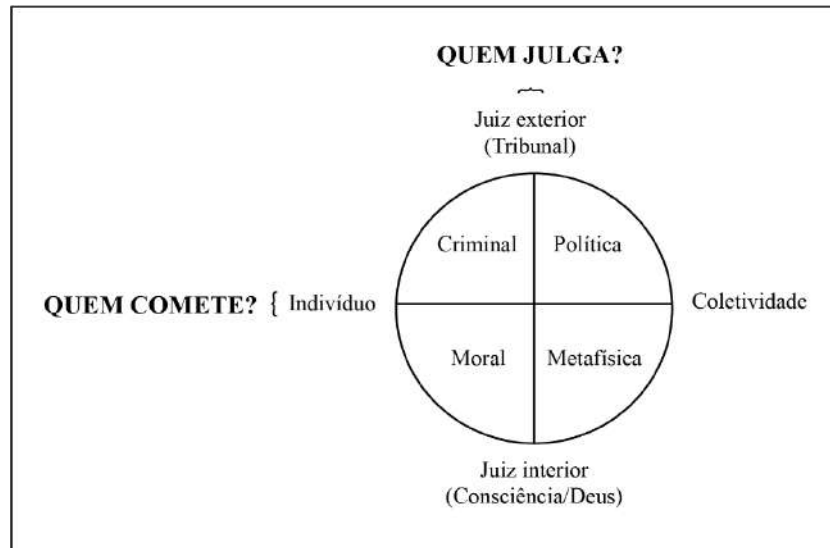 QUEM JULGA?
Juiz exterior
(Tribunal)
Criminal
Política
QUEM COMETE? { Indivíduo
Coletividade
Moral
Metafísica
Juiz interior
(Consciência/Deus)